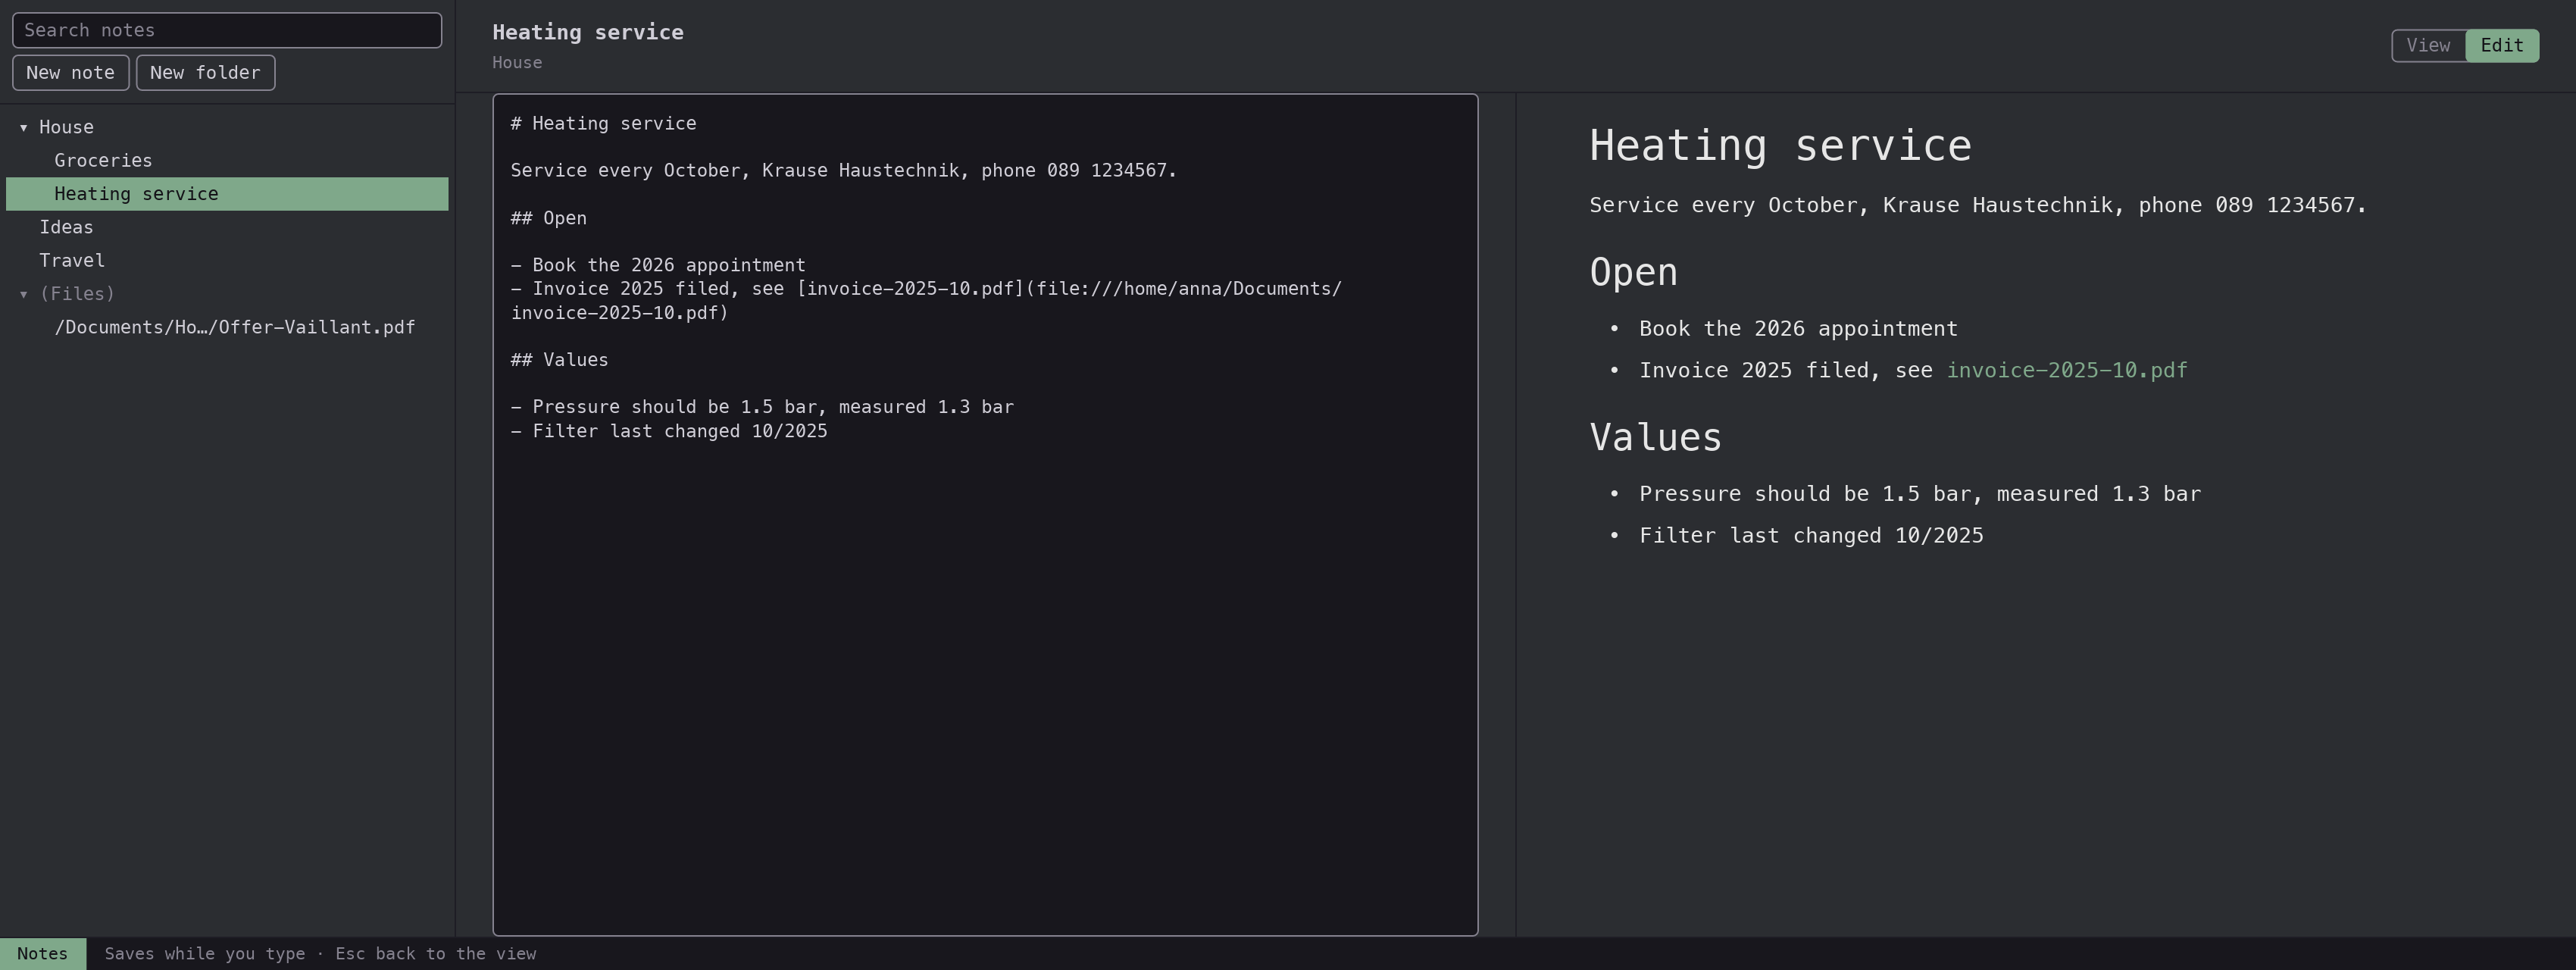 Search notes
New note New folder
▾ House
Groceries
Heating service
Ideas
Travel
▾ (Files)
/Documents/Ho…/Offer-Vaillant.pdf
Heating service
House
View Edit
# Heating service
Service every October, Krause Haustechnik, phone 089 1234567.
## Open
- Book the 2026 appointment
- Invoice 2025 filed, see [invoice-2025-10.pdf](file:///home/anna/Documents/
invoice-2025-10.pdf)
## Values
- Pressure should be 1.5 bar, measured 1.3 bar
- Filter last changed 10/2025
Heating service
Service every October, Krause Haustechnik, phone 089 1234567.
Open
• Book the 2026 appointment
• Invoice 2025 filed, see invoice-2025-10.pdf
Values
• Pressure should be 1.5 bar, measured 1.3 bar
• Filter last changed 10/2025
Notes Saves while you type · Esc back to the view